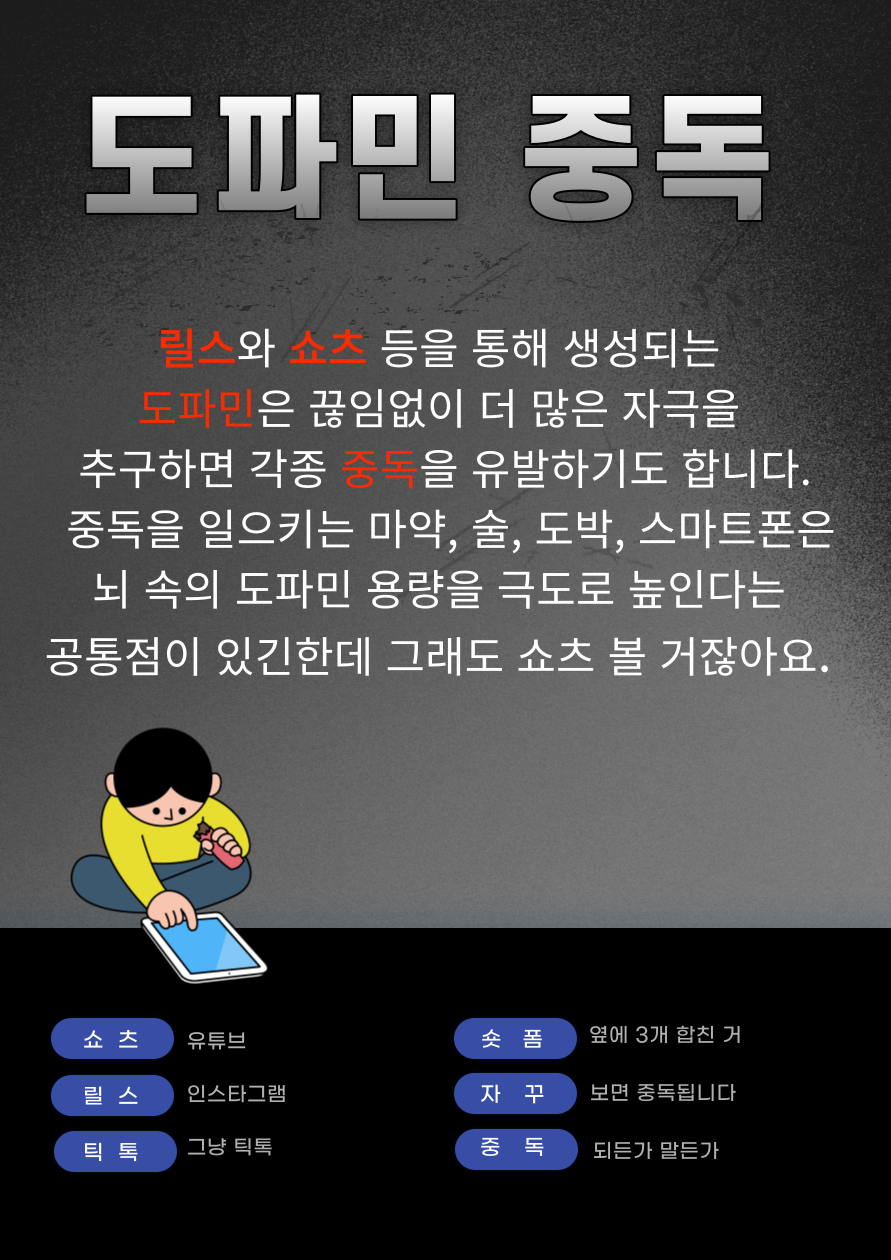 도파민 중독
릴스와 쇼츠 등을 통해 생성되는
도파민은 끊임없이 더 많은 자극을
추구하면 각종 중독을 유발하기도 합니다.
중독을 일으키는 마약, 술, 도박, 스마트폰은
뇌 속의 도파민 용량을 극도로 높인다는
공통점이 있긴한데 그래도 쇼츠 볼 거잖아요.
쇼 츠 유튜브
릴 스 인스타그램
틱 톡 그냥 틱톡
숏 폼 옆에 3개 합친 거
자 꾸 보면 중독됩니다
중 독 되든가 말든가